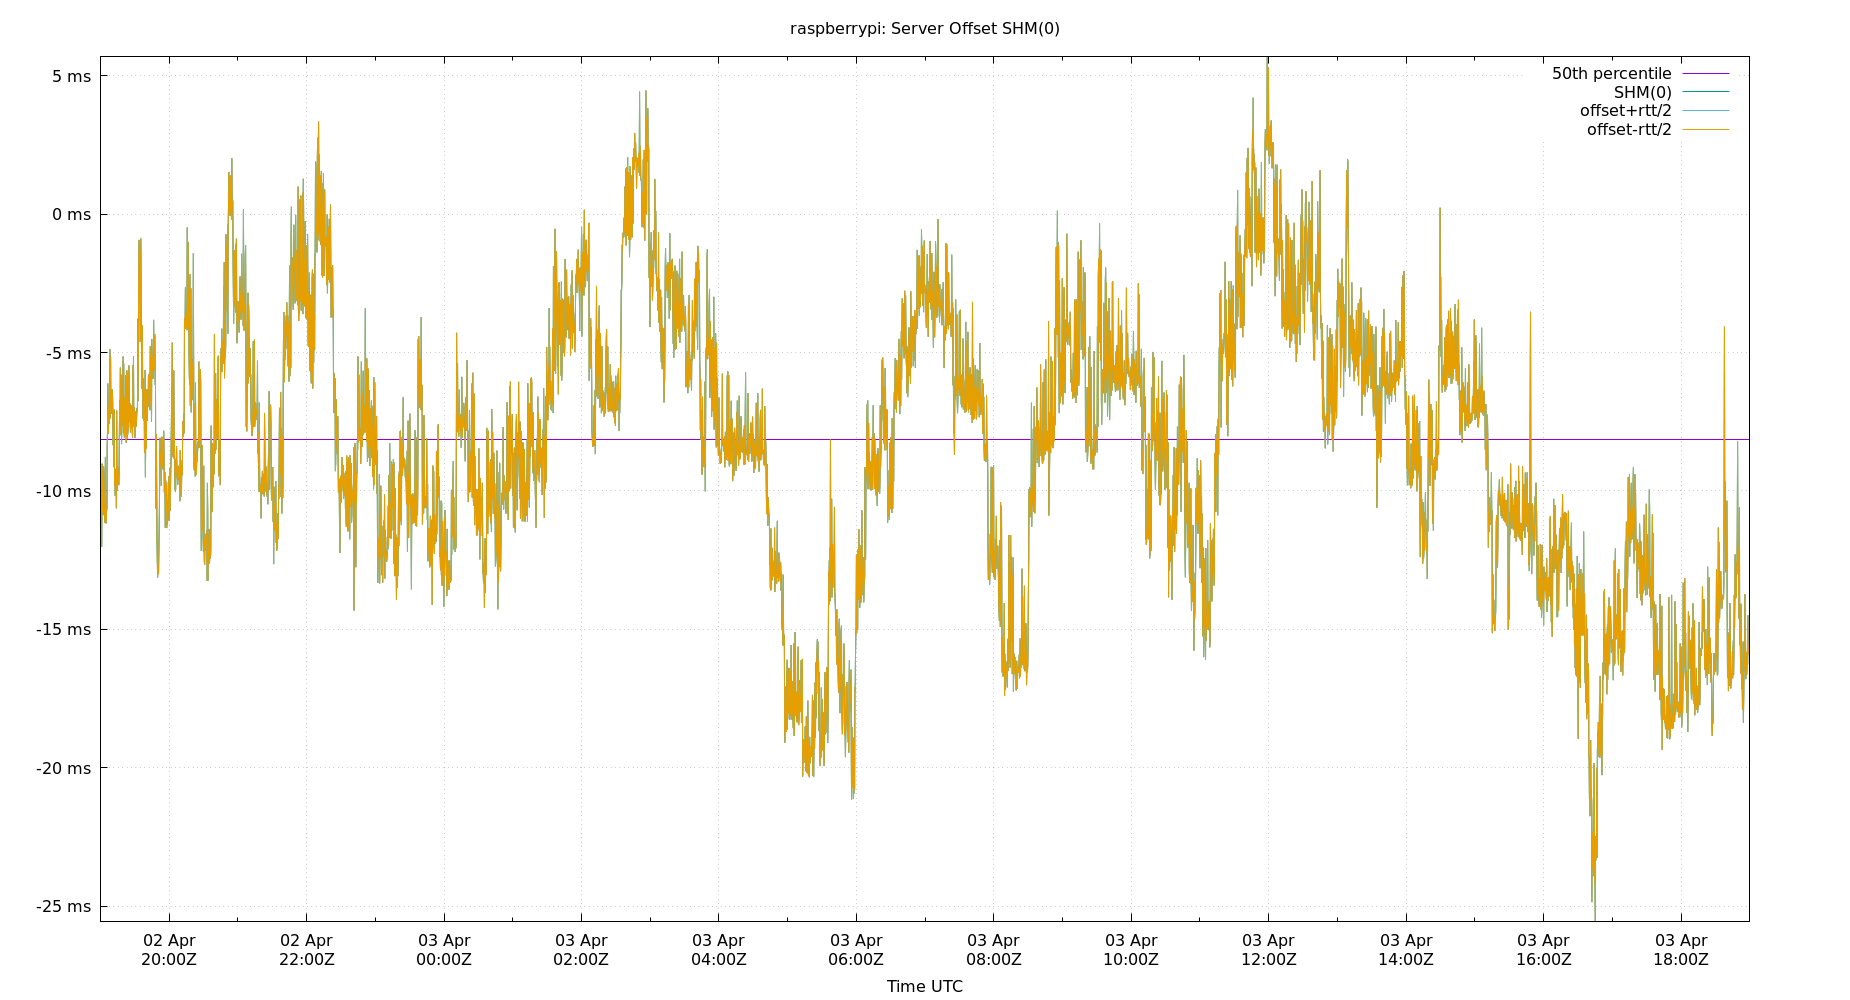 raspberrypi: Server Offset SHM(0)
50th percentile
SHM(0)
offset+rtt/2
offset-rtt/2
5 ms
0 ms
-5 ms
-10 ms
-15 ms
-20 ms
-25 ms
02 Apr 02 Apr 03 Apr 03 Apr 03 Apr 03 Apr 03 Apr 03 Apr 03 Apr 03 Apr 03 Apr 03 Apr
20:00Z 22:00Z 00:00Z 02:00Z 04:00Z 06:00Z 08:00Z 10:00Z 12:00Z 14:00Z 16:00Z 18:00Z
Time UTC